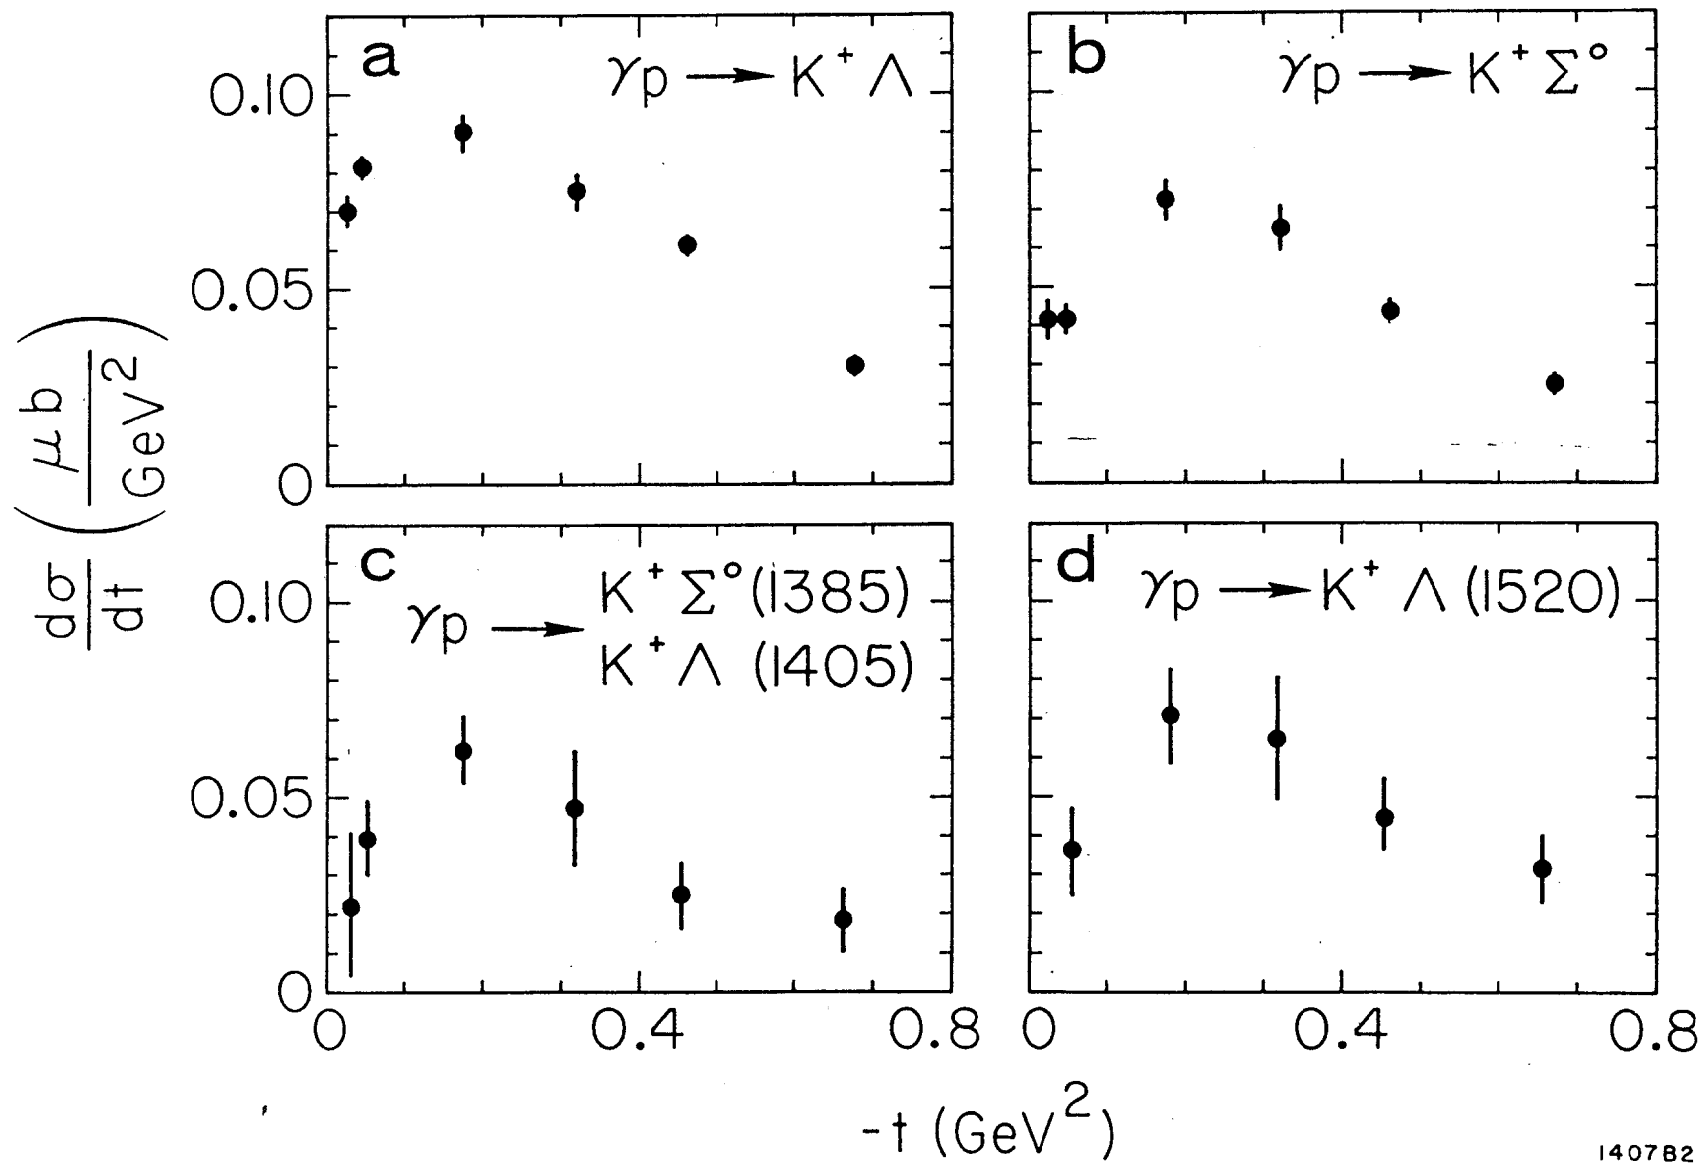 a
γp → K⁺ Λ
b
γp → K⁺ Σ°
0.10
0.05
0
c
γp →
K⁺ Σ° (1385)
K⁺ Λ (1405)
d
γp → K⁺ Λ (1520)
0.10
0.05
0
0 0.4 0.8
0 0.4 0.8
dσ/dt (μb/GeV²)
-t (GeV²)
1407B2